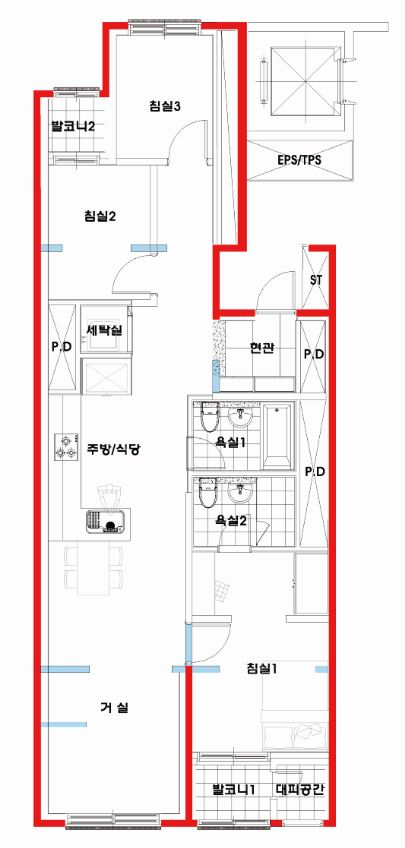 침실3
발코니2
EPS/TPS
침실2
ST
세탁실
P.D
현관
P.D
주방/식당
욕실1
P.D
욕실2
침실1
거 실
발코니1
대피공간